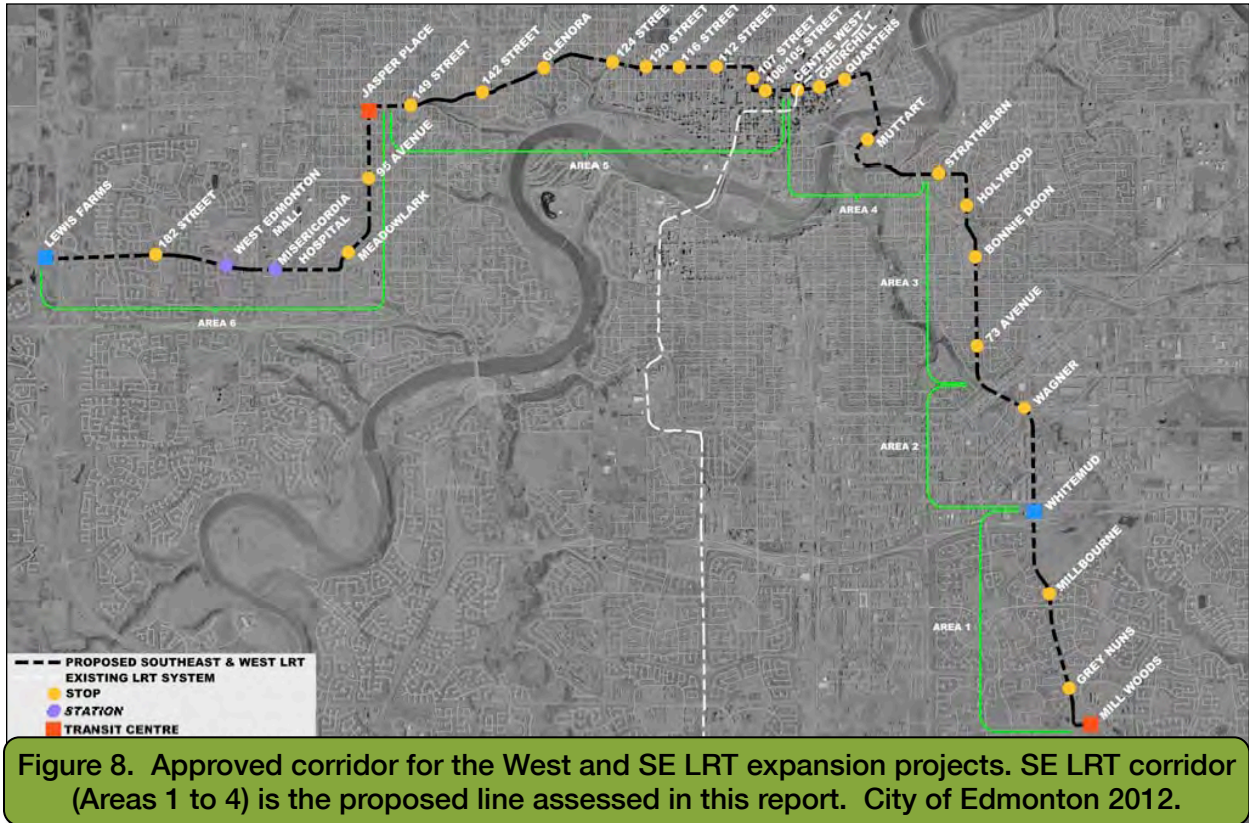 LEWIS FARMS
182 STREET
WEST EDMONTON
MALL
MISERICORDIA
HOSPITAL
MEADOWLARK
95 AVENUE
JASPER PLACE
149 STREET
142 STREET
GLENORA
124 STREET
120 STREET
116 STREET
112 STREET
107 STREET
106/105 STREET
CENTRE WEST
CHURCHILL
QUARTERS
MUTTART
STRATHEARN
HOLYROOD
BONNIE DOON
73 AVENUE
WAGNER
WHITEMUD
MILLBOURNE
GREY NUNS
MILL WOODS
AREA 6
AREA 5
AREA 4
AREA 3
AREA 2
AREA 1
PROPOSED SOUTHEAST & WEST LRT
EXISTING LRT SYSTEM
STOP
STATION
TRANSIT CENTRE
Figure 8. Approved corridor for the West and SE LRT expansion projects. SE LRT corridor
(Areas 1 to 4) is the proposed line assessed in this report. City of Edmonton 2012.